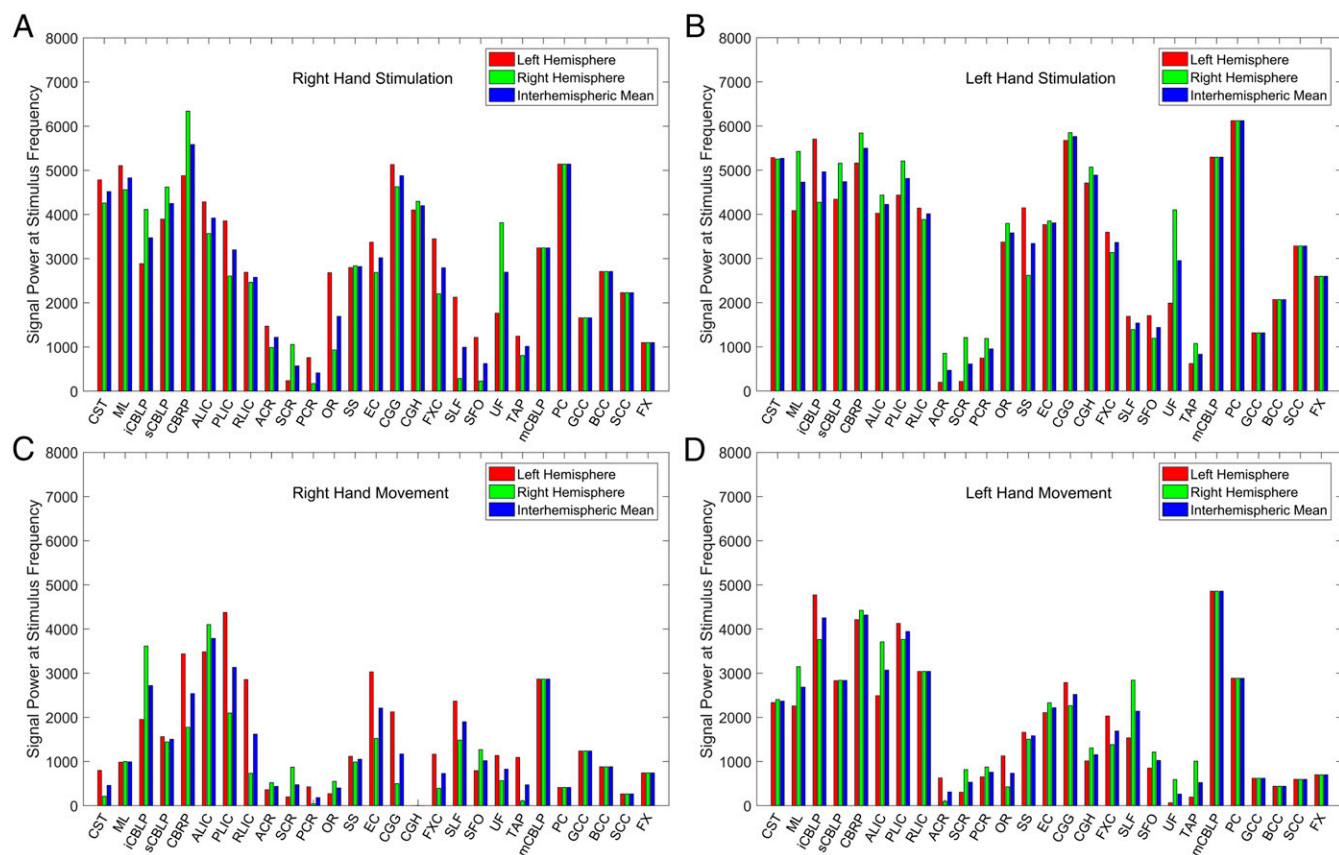 A
Signal Power at Stimulus Frequency
8000
7000
6000
5000
4000
3000
2000
1000
0
Right Hand Stimulation
Left Hemisphere
Right Hemisphere
Interhemispheric Mean
CST ML iCBLP sCBLP CBRP ALIC PLIC RLIC ACR SCR PCR OR SS EC CGG CGH FXC SLF SFO UF TAP mCBLP PC GCC BCC SCC FX
B
Signal Power at Stimulus Frequency
8000
7000
6000
5000
4000
3000
2000
1000
0
Left Hand Stimulation
Left Hemisphere
Right Hemisphere
Interhemispheric Mean
CST ML iCBLP sCBLP CBRP ALIC PLIC RLIC ACR SCR PCR OR SS EC CGG CGH FXC SLF SFO UF TAP mCBLP PC GCC BCC SCC FX
C
Signal Power at Stimulus Frequency
8000
7000
6000
5000
4000
3000
2000
1000
0
Right Hand Movement
Left Hemisphere
Right Hemisphere
Interhemispheric Mean
CST ML iCBLP sCBLP CBRP ALIC PLIC RLIC ACR SCR PCR OR SS EC CGG CGH FXC SLF SFO UF TAP mCBLP PC GCC BCC SCC FX
D
Signal Power at Stimulus Frequency
8000
7000
6000
5000
4000
3000
2000
1000
0
Left Hand Movement
Left Hemisphere
Right Hemisphere
Interhemispheric Mean
CST ML iCBLP sCBLP CBRP ALIC PLIC RLIC ACR SCR PCR OR SS EC CGG CGH FXC SLF SFO UF TAP mCBLP PC GCC BCC SCC FX